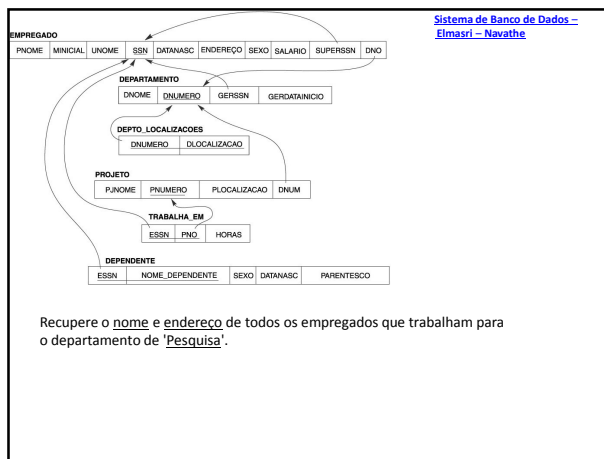 Sistema de Banco de Dados –
Elmasri – Navathe
EMPREGADO
PNOME MINICIAL UNOME SSN DATANASC ENDEREÇO SEXO SALARIO SUPERSSN DNO
DEPARTAMENTO
DNOME DNUMERO GERSSN GERDATAINICIO
DEPTO_LOCALIZACOES
DNUMERO DLOCALIZACAO
PROJETO
PJNOME PNUMERO PLOCALIZACAO DNUM
TRABALHA_EM
ESSN PNO HORAS
DEPENDENTE
ESSN NOME_DEPENDENTE SEXO DATANASC PARENTESCO
Recupere o nome e endereço de todos os empregados que trabalham para
o departamento de 'Pesquisa'.